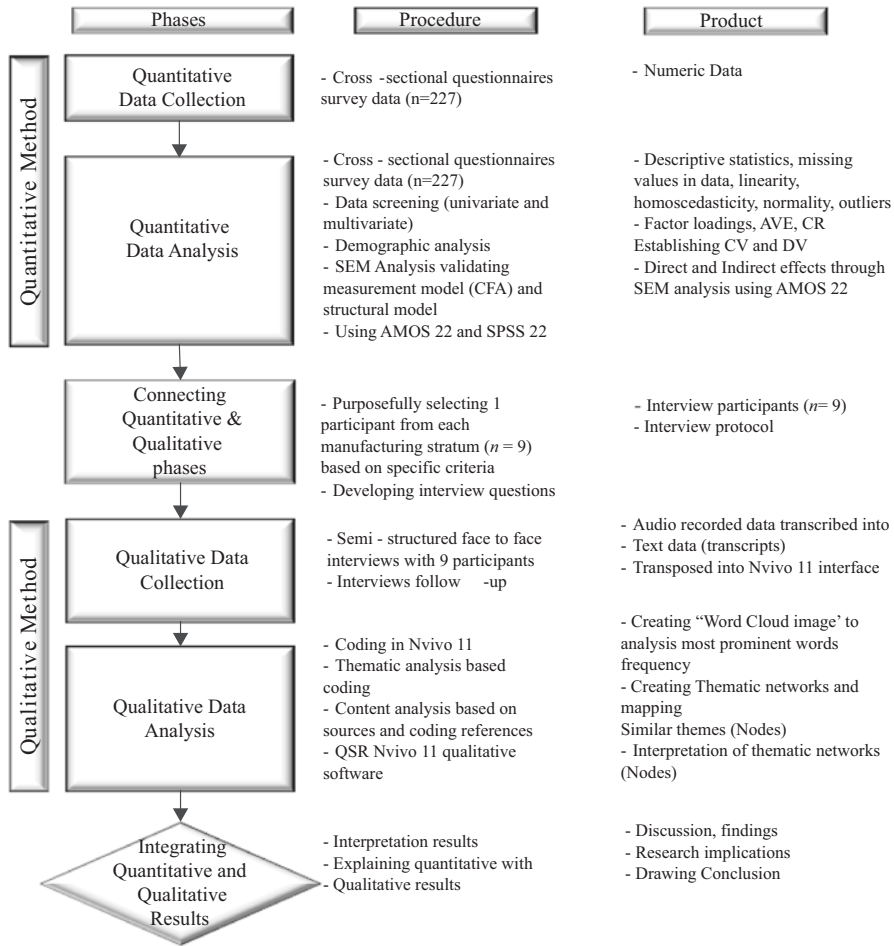 Phases
Procedure
Product
Quantitative Method
Quantitative
Data Collection
- Cross -sectional questionnaires
survey data (n=227)
- Numeric Data
Quantitative
Data Analysis
- Cross - sectional questionnaires
survey data (n=227)
- Data screening (univariate and
multivariate)
- Demographic analysis
- SEM Analysis validating
measurement model (CFA) and
structural model
- Using AMOS 22 and SPSS 22
- Descriptive statistics, missing
values in data, linearity,
homoscedasticity, normality, outliers
- Factor loadings, AVE, CR
Establishing CV and DV
- Direct and Indirect effects through
SEM analysis using AMOS 22
Connecting
Quantitative &
Qualitative
phases
- Purposefully selecting 1
participant from each
manufacturing stratum (n = 9)
based on specific criteria
- Developing interview questions
- Interview participants (n= 9)
- Interview protocol
Qualitative Method
Qualitative Data
Collection
- Semi - structured face to face
interviews with 9 participants
- Interviews follow -up
- Audio recorded data transcribed into
- Text data (transcripts)
- Transposed into Nvivo 11 interface
Qualitative Data
Analysis
- Coding in Nvivo 11
- Thematic analysis based
coding
- Content analysis based on
sources and coding references
- QSR Nvivo 11 qualitative
software
- Creating “Word Cloud image’ to
analysis most prominent words
frequency
- Creating Thematic networks and
mapping
Similar themes (Nodes)
- Interpretation of thematic networks
(Nodes)
Integrating
Quantitative and
Qualitative
Results
- Interpretation results
- Explaining quantitative with
- Qualitative results
- Discussion, findings
- Research implications
- Drawing Conclusion